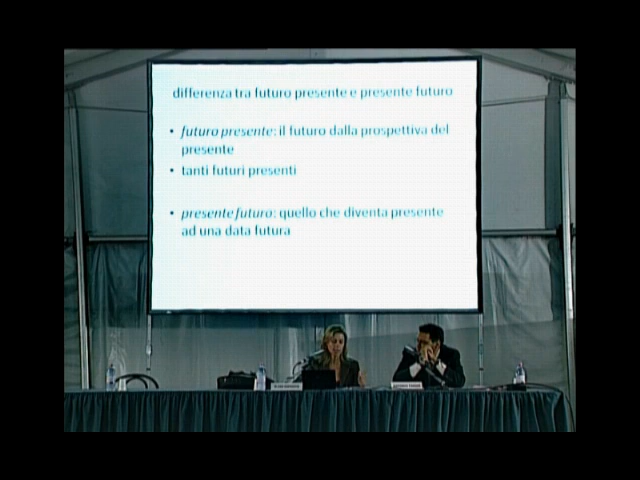 differenza tra futuro presente e presente futuro
• futuro presente: il futuro dalla prospettiva del
presente
• tanti futuri presenti
• presente futuro: quello che diventa presente
ad una data futura